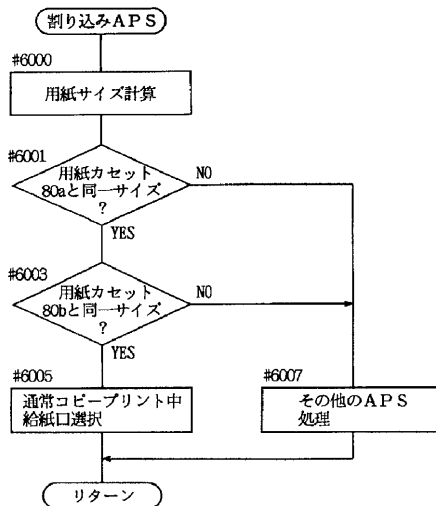 割り込みAPS
#6000
用紙サイズ計算
#6001
用紙カセット
80aと同一サイズ
?
NO
YES
#6003
用紙カセット
80bと同一サイズ
?
NO
YES
#6005
通常コピープリント中
給紙口選択
#6007
その他のAPS
処理
リターン